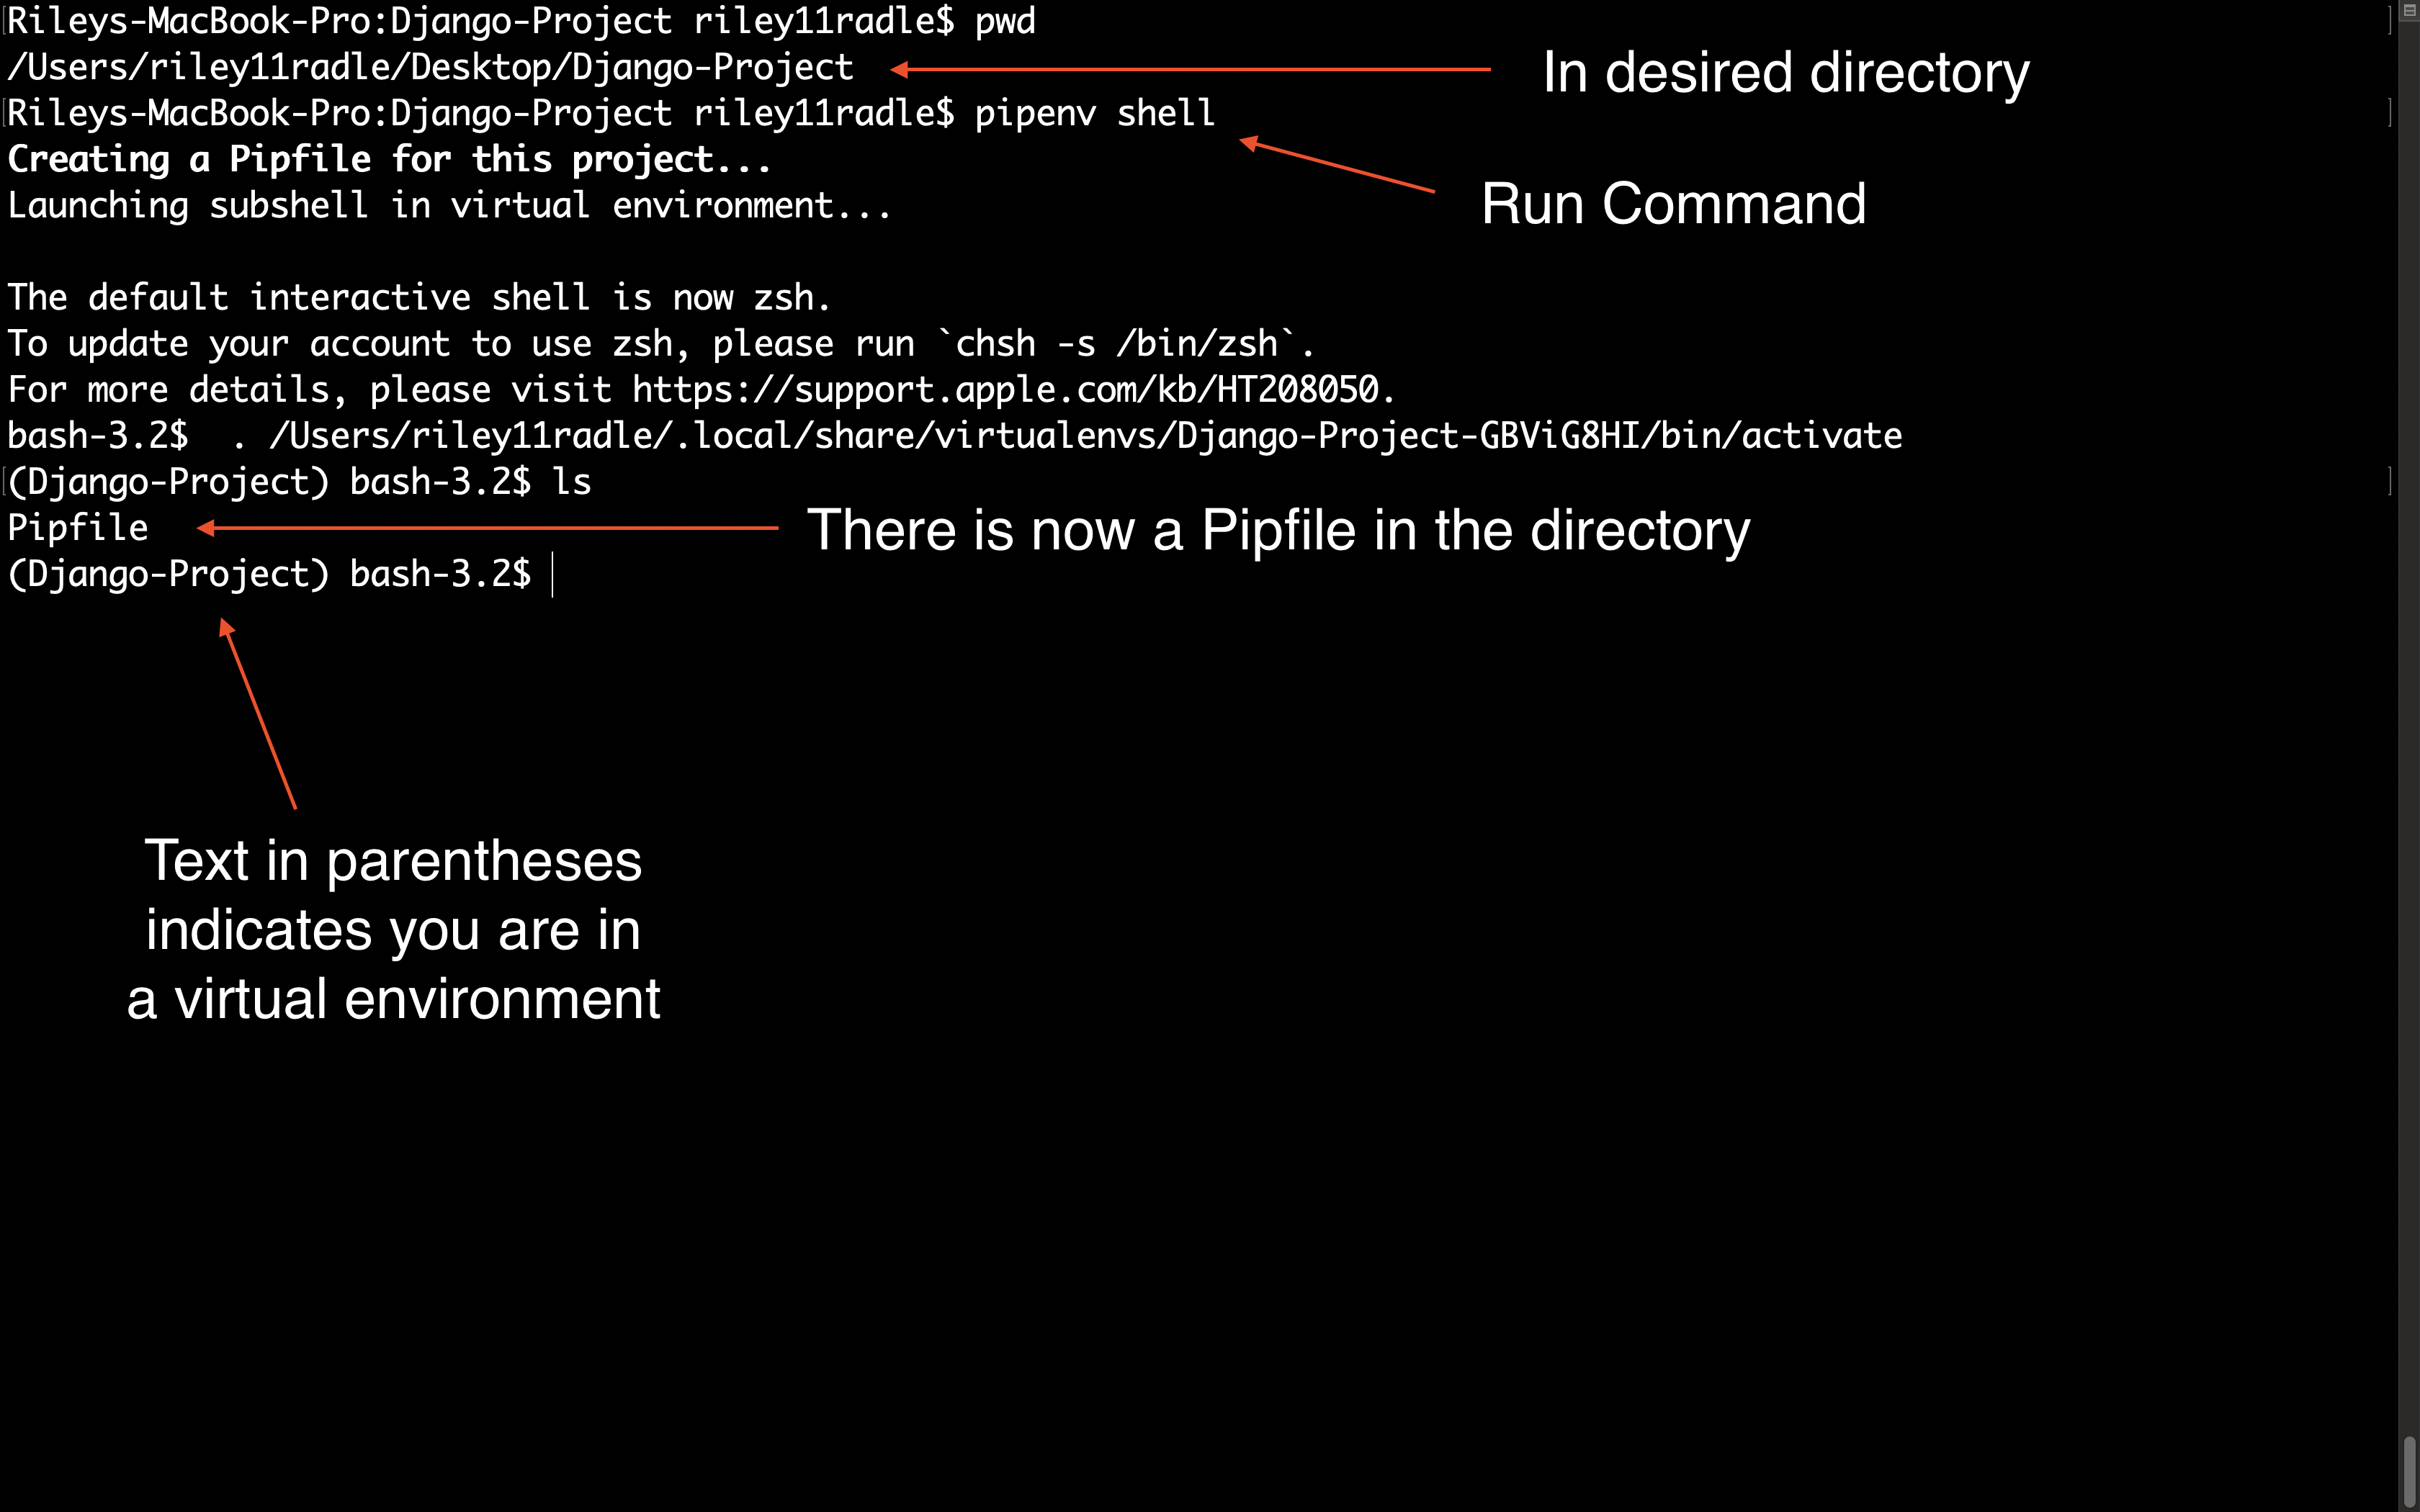 Rileys-MacBook-Pro:Django-Project riley11radle$ pwd
/Users/riley11radle/Desktop/Django-Project
In desired directory
Rileys-MacBook-Pro:Django-Project riley11radle$ pipenv shell
Creating a Pipfile for this project...
Run Command
Launching subshell in virtual environment...
The default interactive shell is now zsh.
To update your account to use zsh, please run `chsh -s /bin/zsh`.
For more details, please visit https://support.apple.com/kb/HT208050.
bash-3.2$  . /Users/riley11radle/.local/share/virtualenvs/Django-Project-GBViG8HI/bin/activate
(Django-Project) bash-3.2$ ls
Pipfile
There is now a Pipfile in the directory
(Django-Project) bash-3.2$
Text in parentheses
indicates you are in
a virtual environment